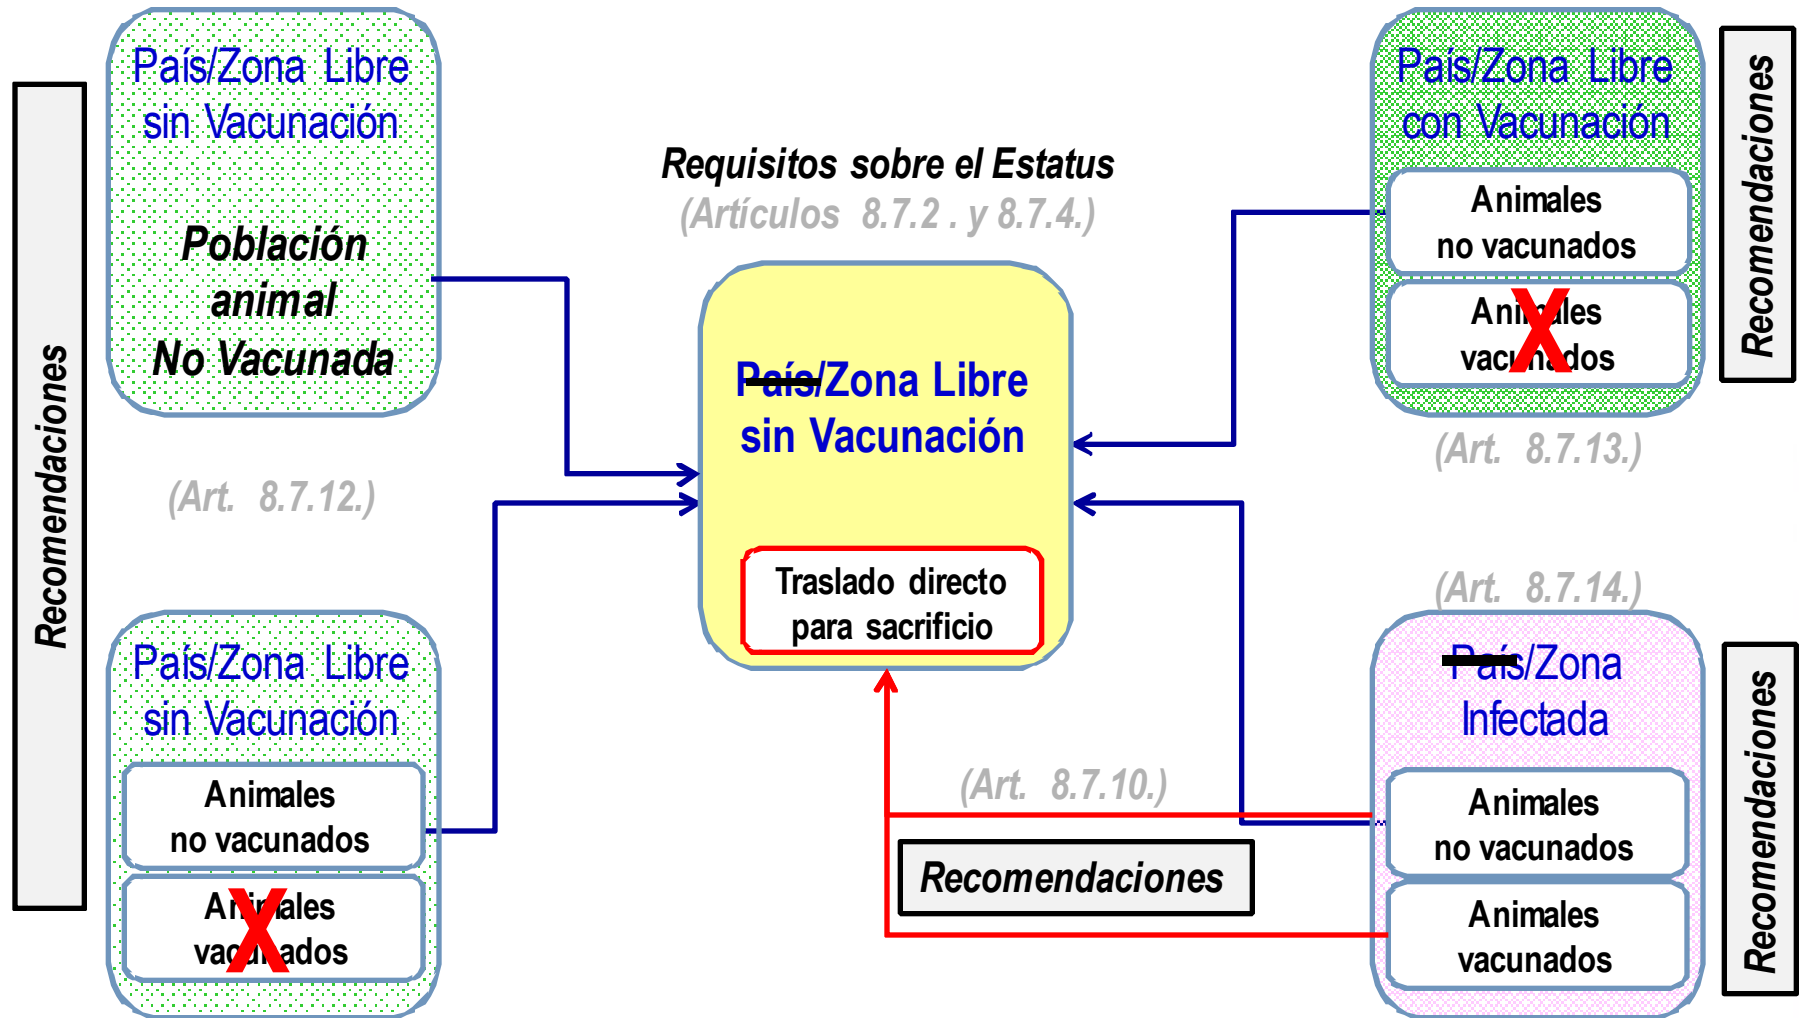 Recomendaciones
País/Zona Libre
sin Vacunación
Población
animal
No Vacunada
(Art. 8.7.12.)
País/Zona Libre
sin Vacunación
Animales
no vacunados
Animales
vacunados
X
Requisitos sobre el Estatus
(Artículos 8.7.2 . y 8.7.4.)
País/Zona Libre
sin Vacunación
Traslado directo
para sacrificio
(Art. 8.7.10.)
Recomendaciones
País/Zona Libre
con Vacunación
Animales
no vacunados
Animales
vacunados
X
(Art. 8.7.13.)
Recomendaciones
(Art. 8.7.14.)
País/Zona
Infectada
Animales
no vacunados
Animales
vacunados
Recomendaciones